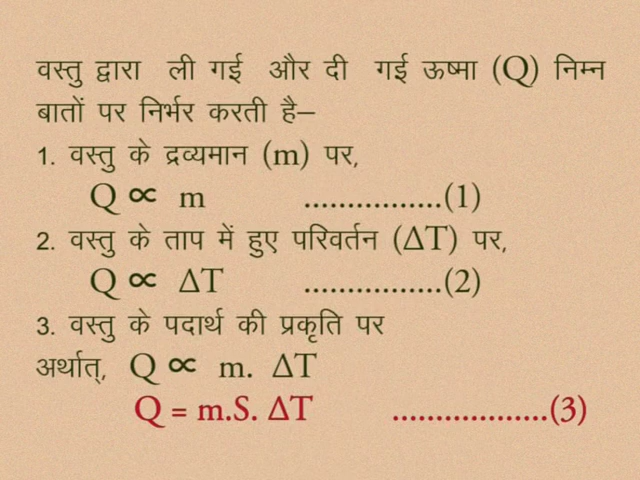 वस्तु द्वारा ली गई और दी गई ऊष्मा (Q) निम्न
बातों पर निर्भर करती है–
1. वस्तु के द्रव्यमान (m) पर,
Q ∝ m ................(1)
2. वस्तु के ताप में हुए परिवर्तन (ΔT) पर,
Q ∝ ΔT ................(2)
3. वस्तु के पदार्थ की प्रकृति पर
अर्थात्, Q ∝ m. ΔT
Q = m.S. ΔT ..................(3)